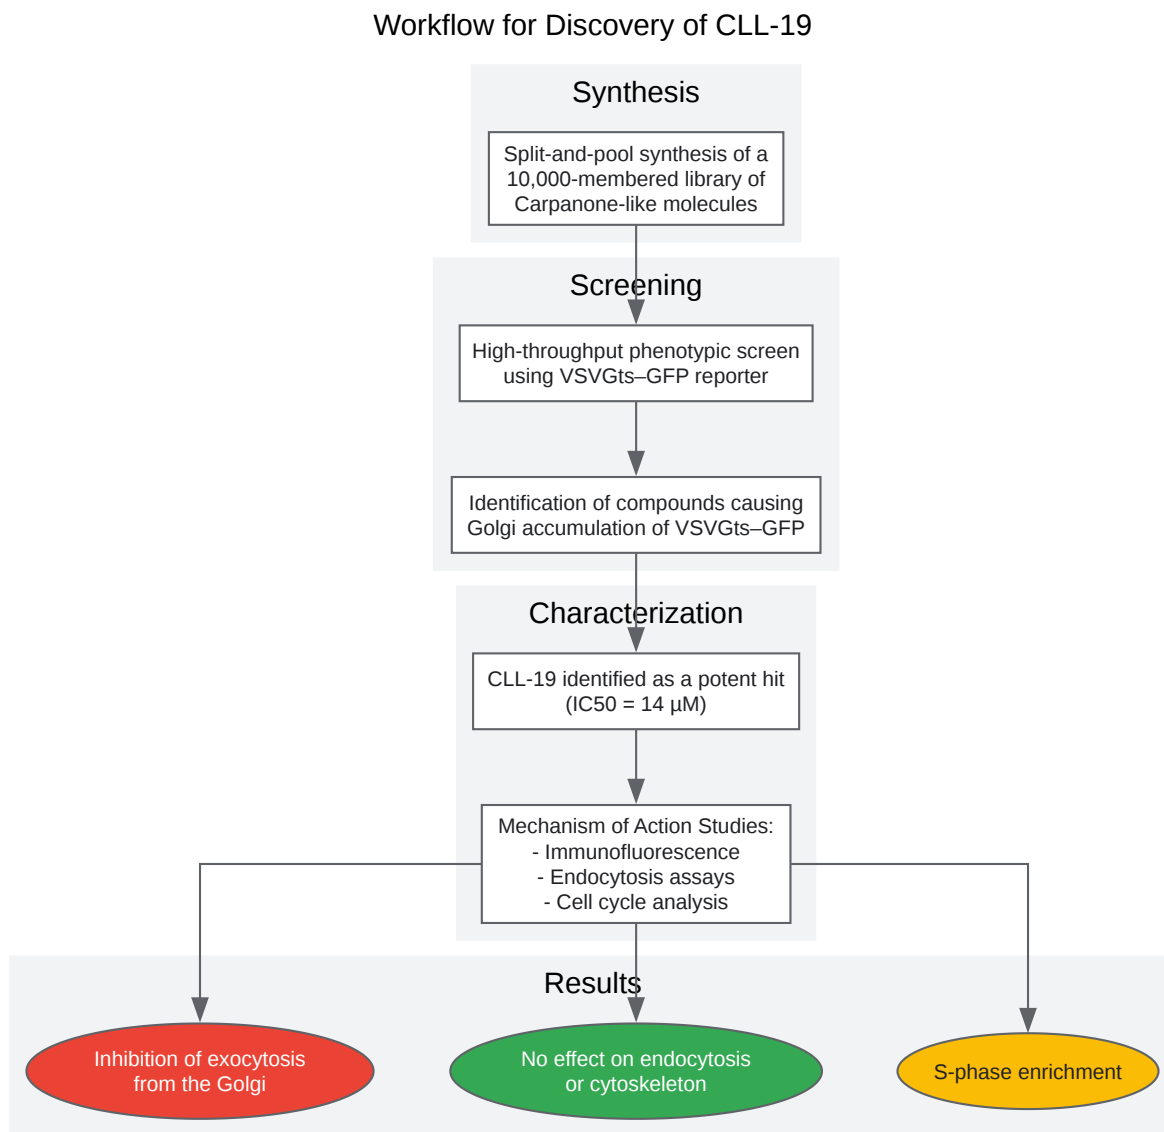 Workflow for Discovery of CLL-19
Synthesis
Split-and-pool synthesis of a
10,000-membered library of
Carpanone-like molecules
Screening
High-throughput phenotypic screen
using VSVGts–GFP reporter
Identification of compounds causing
Golgi accumulation of VSVGts–GFP
Characterization
CLL-19 identified as a potent hit
(IC50 = 14 µM)
Mechanism of Action Studies:
- Immunofluorescence
- Endocytosis assays
- Cell cycle analysis
Results
Inhibition of exocytosis
from the Golgi
No effect on endocytosis
or cytoskeleton
S-phase enrichment